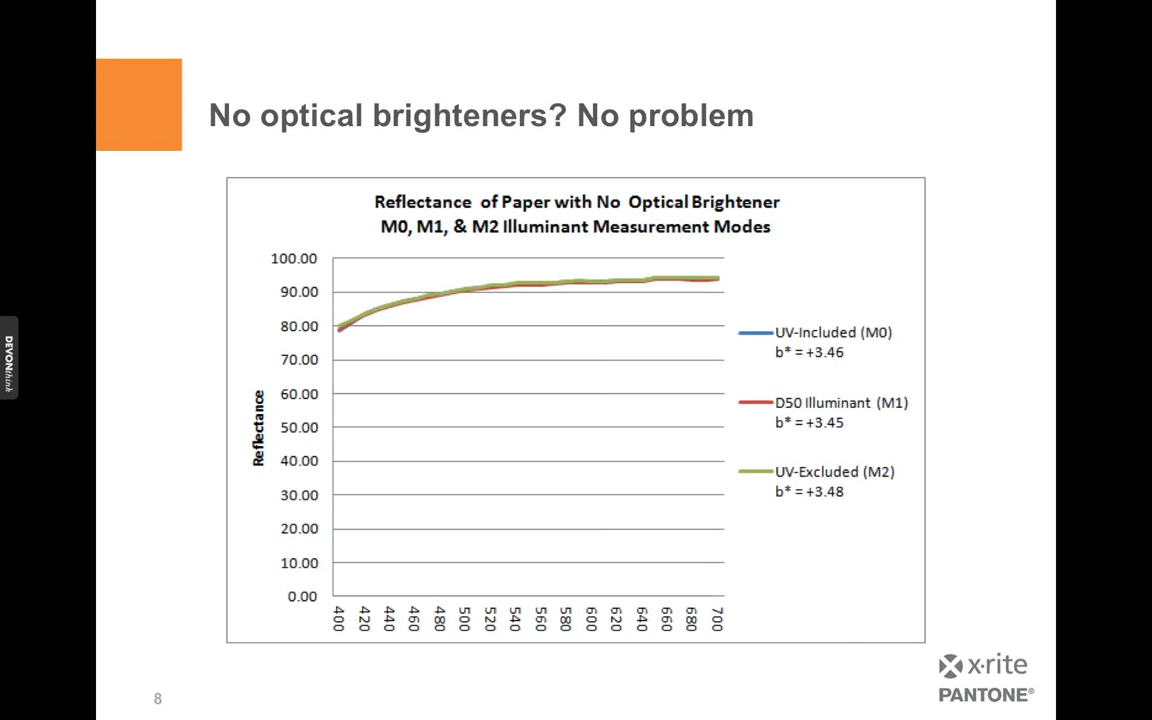 No optical brighteners? No problem
Reflectance of Paper with No Optical Brightener
M0, M1, & M2 Illuminant Measurement Modes
100.00
90.00
80.00
70.00
60.00
50.00
40.00
30.00
20.00
10.00
0.00
Reflectance
400
420
440
460
480
500
520
540
560
580
600
620
640
660
680
700
UV-Included (M0)
b* = +3.46
D50 Illuminant (M1)
b* = +3.45
UV-Excluded (M2)
b* = +3.48
DEVONthink
8
x·rite
PANTONE®